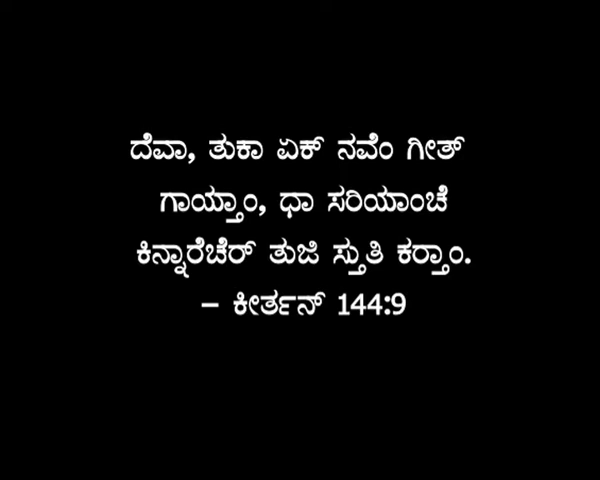 ದೆವಾ, ತುಕಾ ಏಕ್ ನವೆಂ ಗೀತ್
ಗಾಯ್ತಾಂ, ಧಾ ಸರಿಯಾಂಚೆ
ಕಿನ್ನಾರೆಚೆರ್ ತುಜಿ ಸ್ತುತಿ ಕರ‍್ತಾಂ.
– ಕೀರ್ತನ್ 144:9